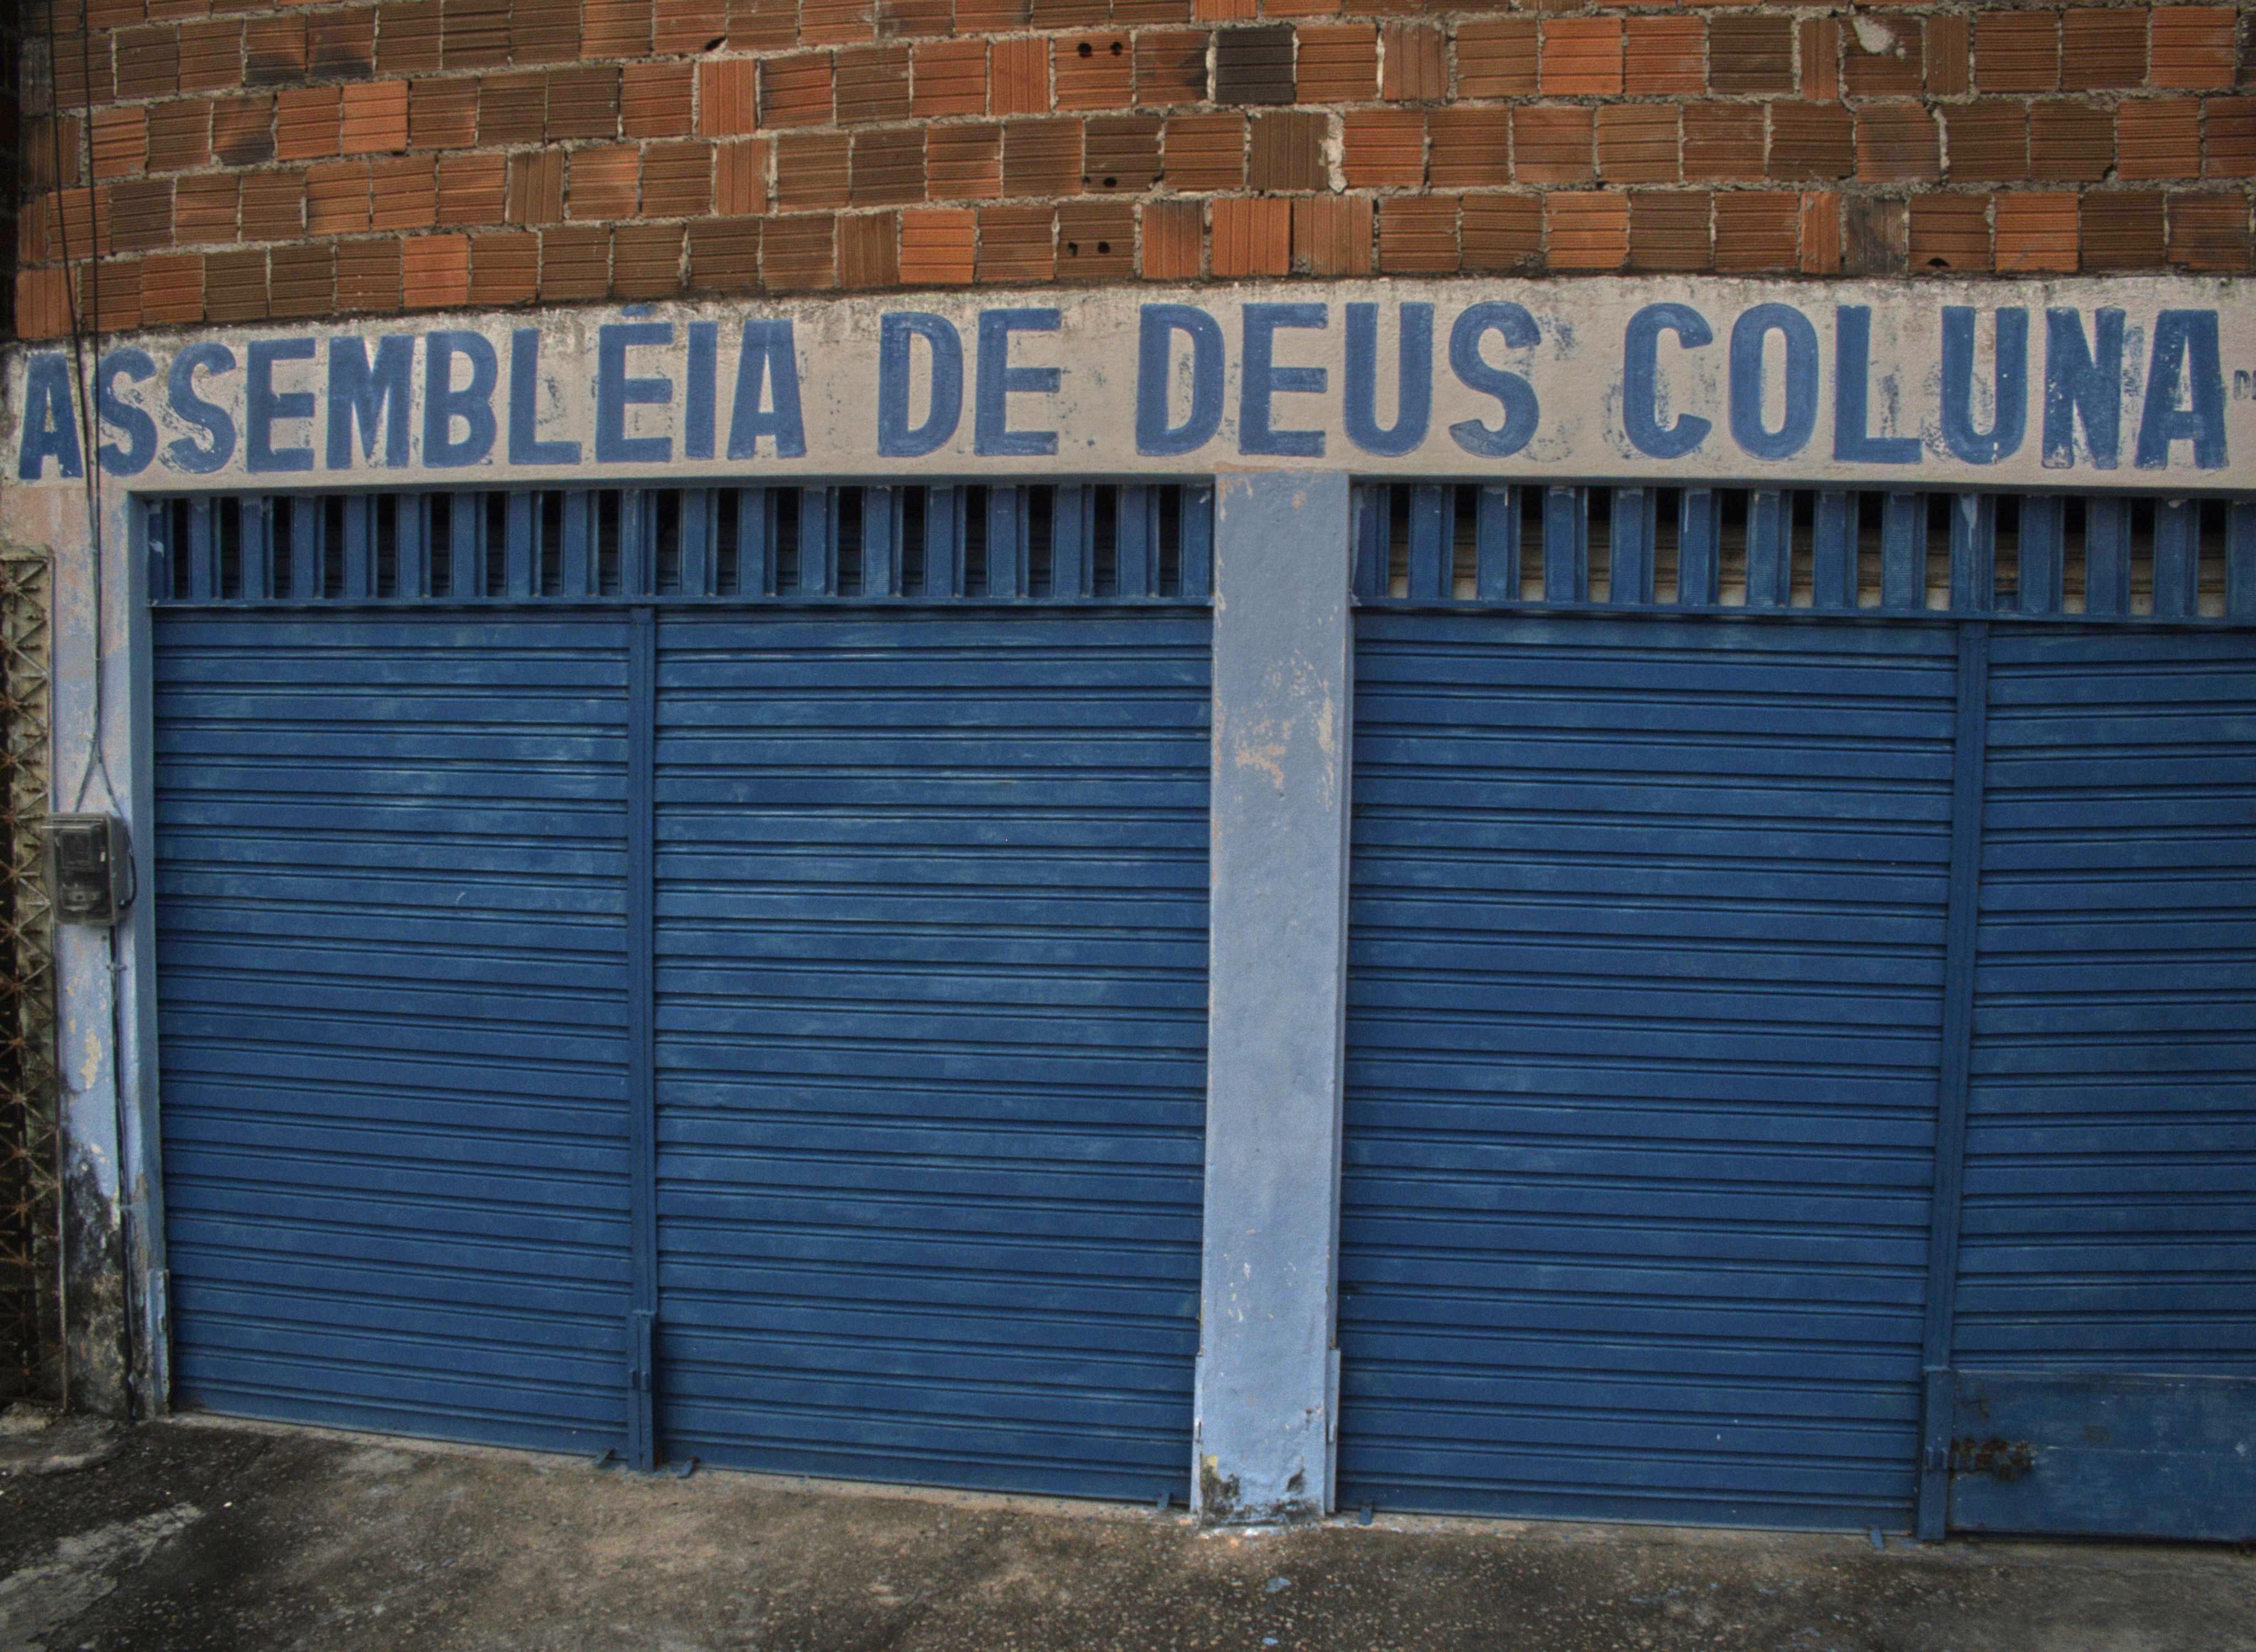 ASSEMBLÉIA DE DEUS COLUNA